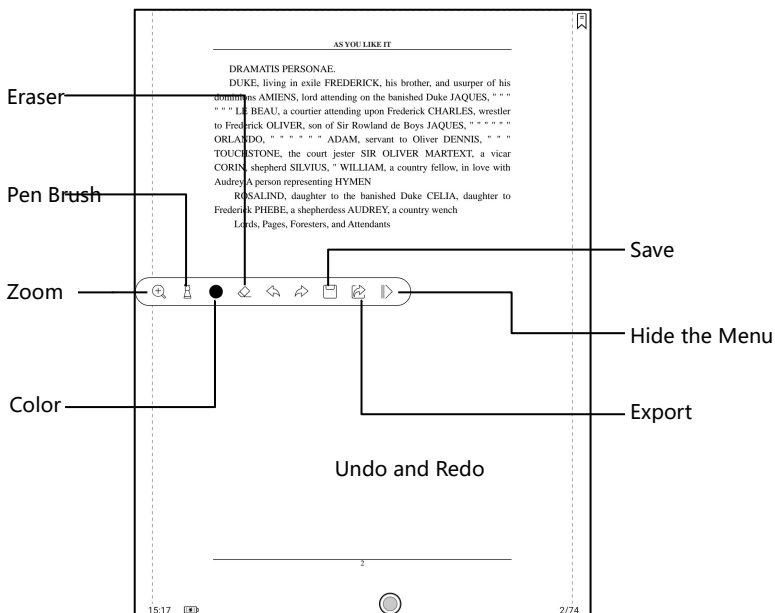 AS YOU LIKE IT
DRAMATIS PERSONAE.
DUKE, living in exile FREDERICK, his brother, and usurper of his
dominions AMIENS, lord attending on the banished Duke JAQUES, " " "
" " " LE BEAU, a courtier attending upon Frederick CHARLES, wrestler
to Frederick OLIVER, son of Sir Rowland de Boys JAQUES, " " " " " "
ORLANDO, " " " " " " ADAM, servant to Oliver DENNIS, " " "
TOUCHSTONE, the court jester SIR OLIVER MARTEXT, a vicar
CORIN, shepherd SILVIUS, " WILLIAM, a country fellow, in love with
Audrey A person representing HYMEN
ROSALIND, daughter to the banished Duke CELIA, daughter to
Frederick PHEBE, a shepherdess AUDREY, a country wench
Lords, Pages, Foresters, and Attendants
Eraser
Pen Brush
Zoom
Color
Save
Hide the Menu
Export
Undo and Redo
2
15:17
2/74